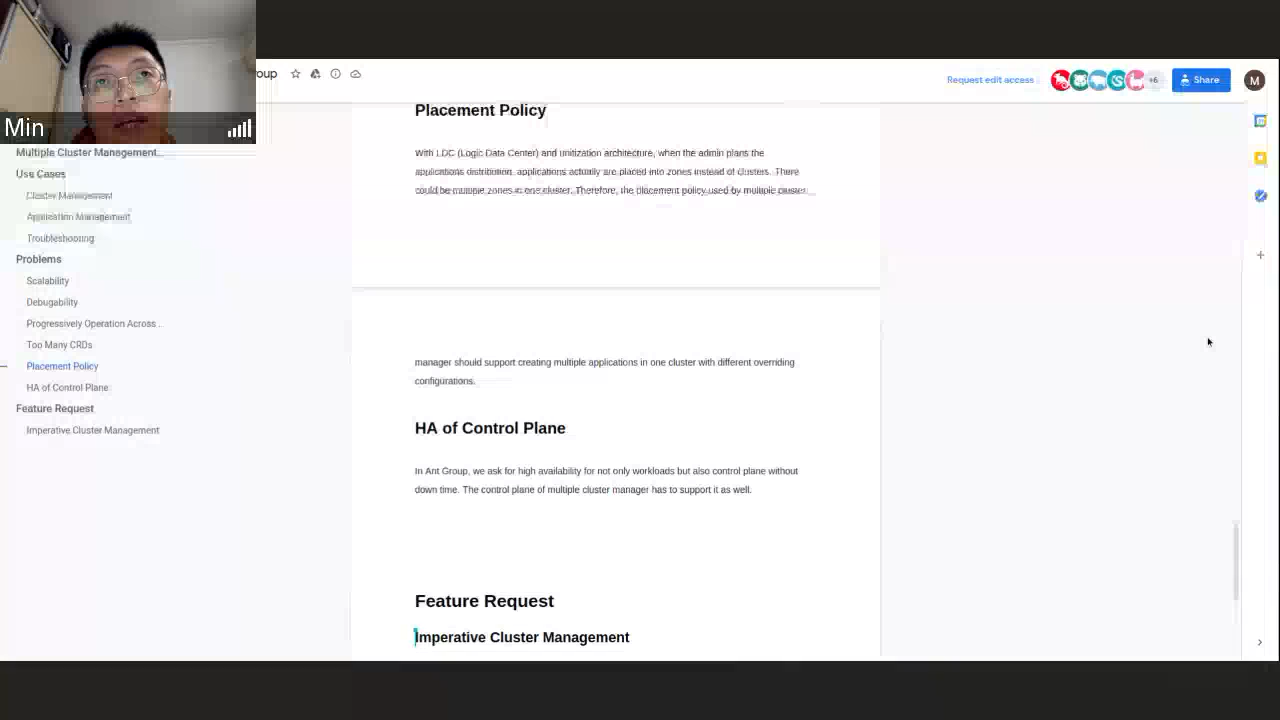 Min
oup
Request edit access
+6
Share
M
Multiple Cluster Management...
Use Cases
Cluster Management
Application Management
Troubleshooting
Problems
Scalability
Debugability
Progressively Operation Across ..
Too Many CRDs
Placement Policy
HA of Control Plane
Feature Request
Imperative Cluster Management
Placement Policy
With LDC (Logic Data Center) and unitization architecture, when the admin plans the
applications distribution, applications actually are placed into zones instead of clusters. There
could be multiple zones in one cluster. Therefore, the placement policy used by multiple cluster
manager should support creating multiple applications in one cluster with different overriding
configurations.
HA of Control Plane
In Ant Group, we ask for high availability for not only workloads but also control plane without
down time. The control plane of multiple cluster manager has to support it as well.
Feature Request
Imperative Cluster Management